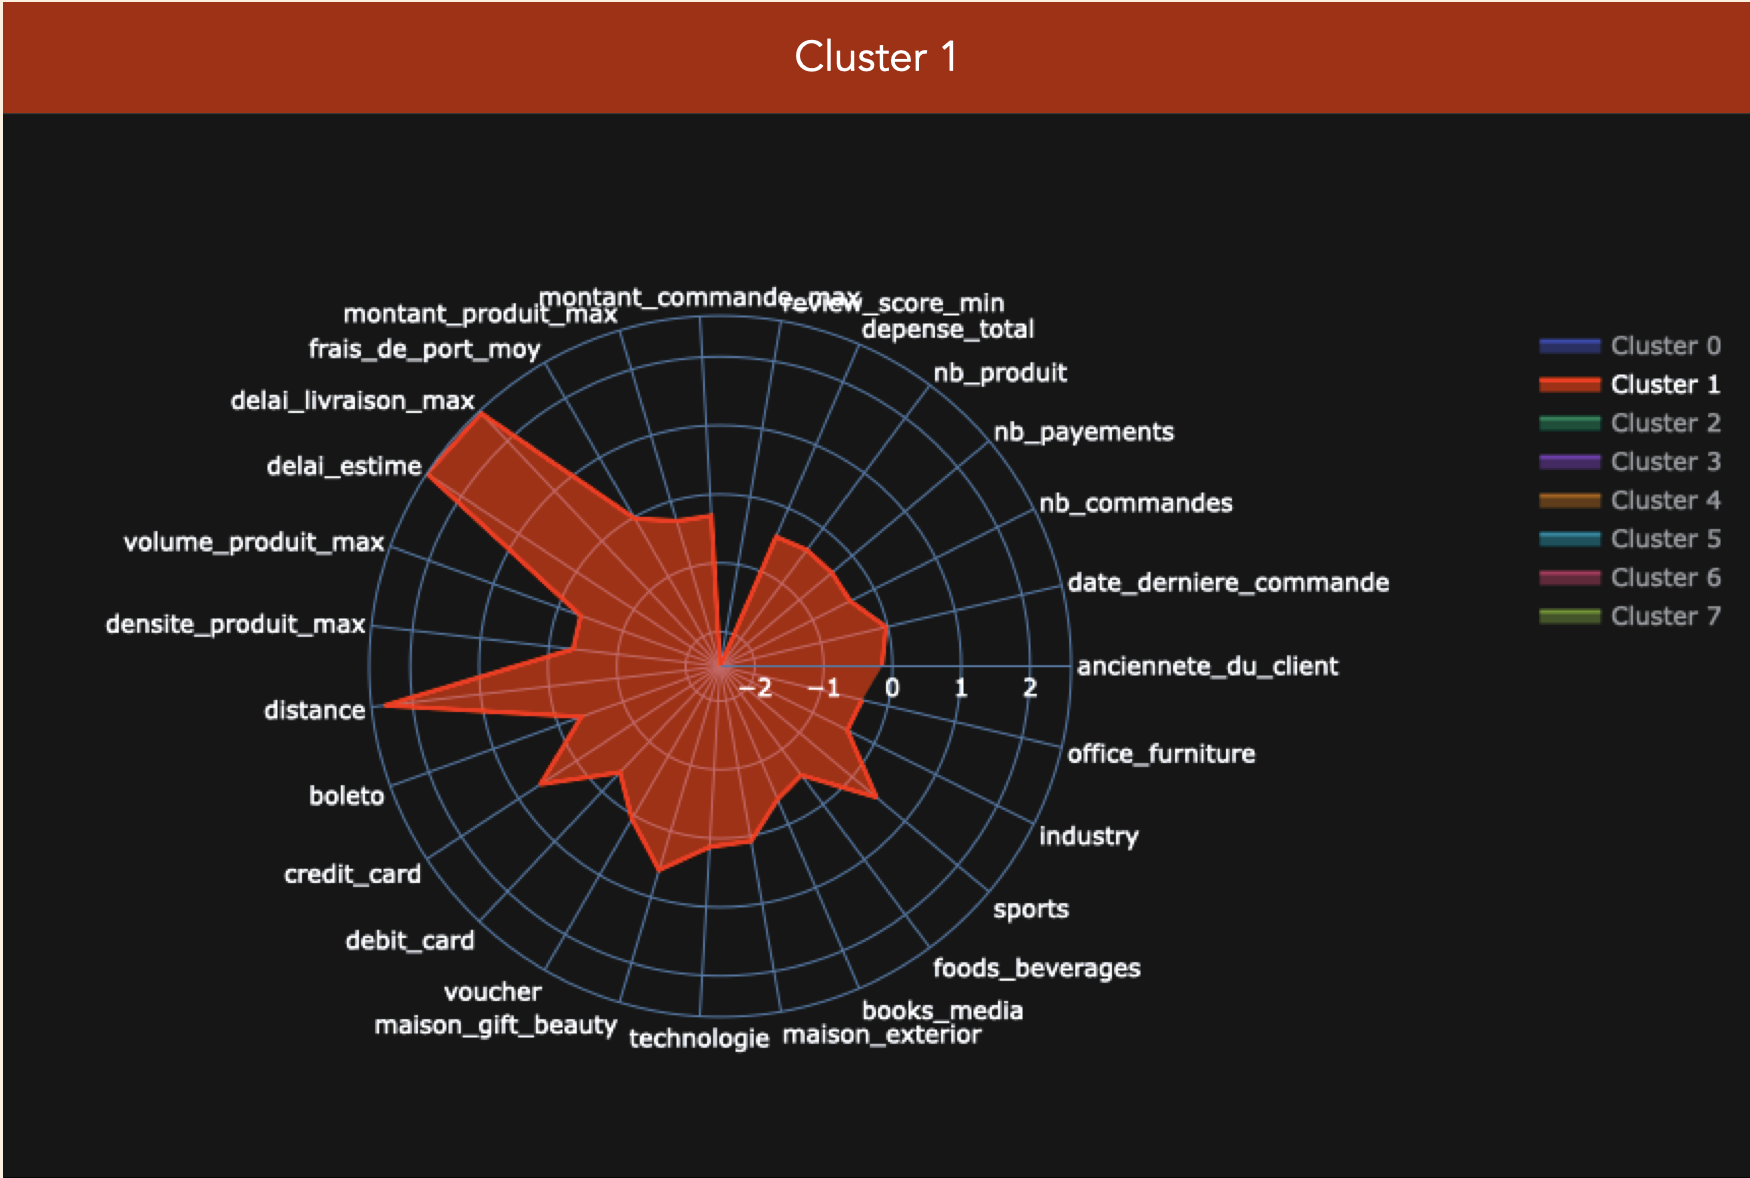 Cluster 1
montant_commande_max
review_score_min
montant_produit_max
depense_total
frais_de_port_moy
nb_produit
delai_livraison_max
nb_payements
delai_estime
nb_commandes
volume_produit_max
date_derniere_commande
densite_produit_max
anciennete_du_client
−2 −1 0 1 2
distance
office_furniture
boleto
industry
credit_card
sports
debit_card
foods_beverages
voucher
books_media
maison_gift_beauty
technologie
maison_exterior
Cluster 0
Cluster 1
Cluster 2
Cluster 3
Cluster 4
Cluster 5
Cluster 6
Cluster 7